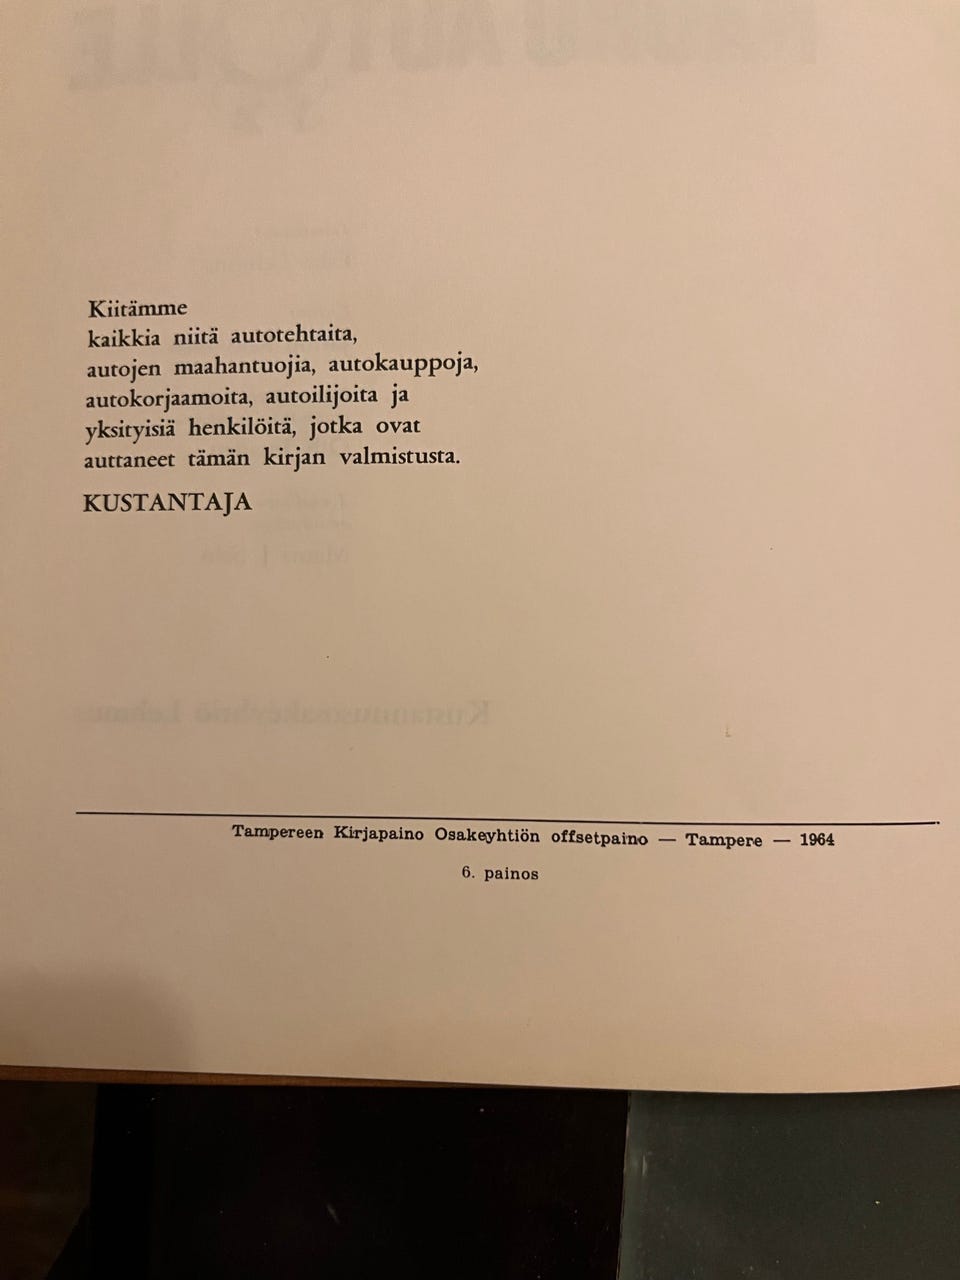 Kiitämme
kaikkia niitä autotehtaita,
autojen maahantuojia, autokauppoja,
autokorjaamoita, autoilijoita ja
yksityisiä henkilöitä, jotka ovat
auttaneet tämän kirjan valmistusta.
KUSTANTAJA
Tampereen Kirjapaino Osakeyhtiön offsetpaino — Tampere — 1964
6. painos